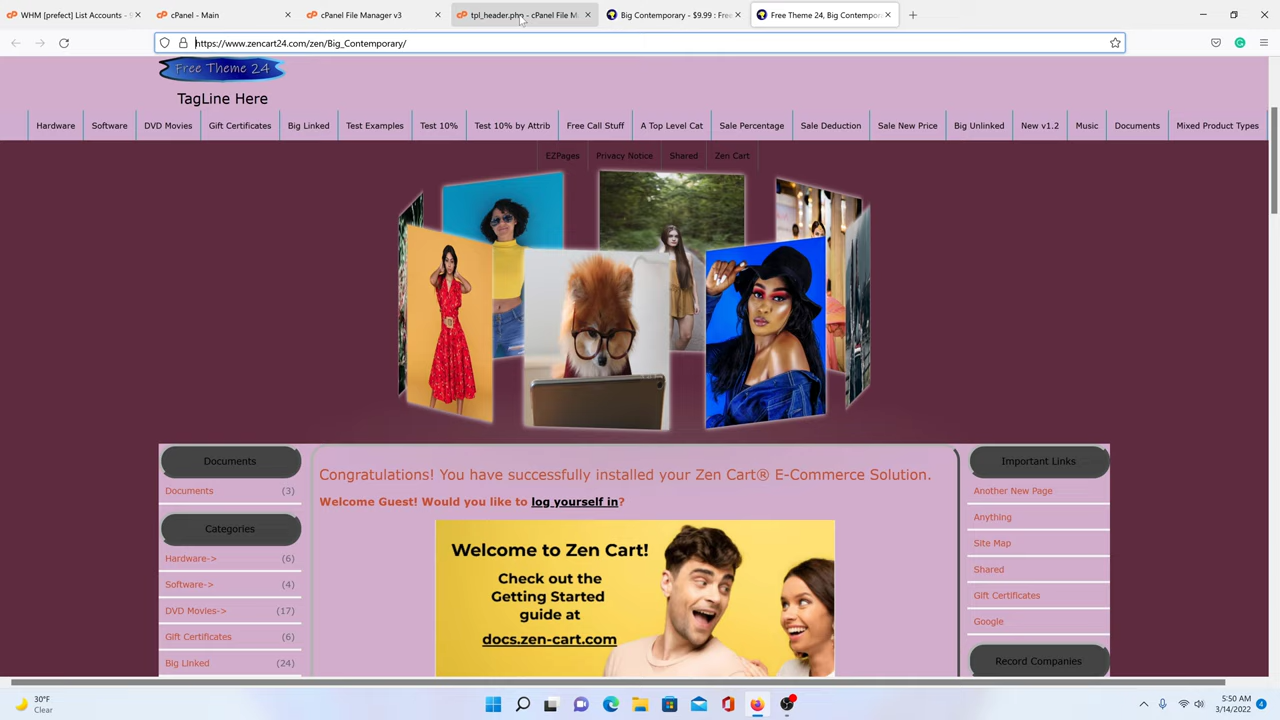 WHM [prefect] List Accounts -
cPanel - Main
cPanel File Manager v3
tpl_header.php - cPanel File M
Big Contemporary - $9.99 : Free
Free Theme 24, Big Contempor
https://www.zencart24.com/zen/Big_Contemporary/
Free Theme 24
TagLine Here
Hardware Software DVD Movies Gift Certificates Big Linked Test Examples Test 10% Test 10% by Attrib Free Call Stuff A Top Level Cat Sale Percentage Sale Deduction Sale New Price Big Unlinked New v1.2 Music Documents Mixed Product Types
EZPages Privacy Notice Shared Zen Cart
Documents
Documents (3)
Categories
Hardware-> (6)
Software-> (4)
DVD Movies-> (17)
Gift Certificates (6)
Big Linked (24)
Congratulations! You have successfully installed your Zen Cart® E-Commerce Solution.
Welcome Guest! Would you like to log yourself in?
Welcome to Zen Cart!
Check out the
Getting Started
guide at
docs.zen-cart.com
Important Links
Another New Page
Anything
Site Map
Shared
Gift Certificates
Google
Record Companies
30°F
Clear
5:50 AM
3/14/2022
4